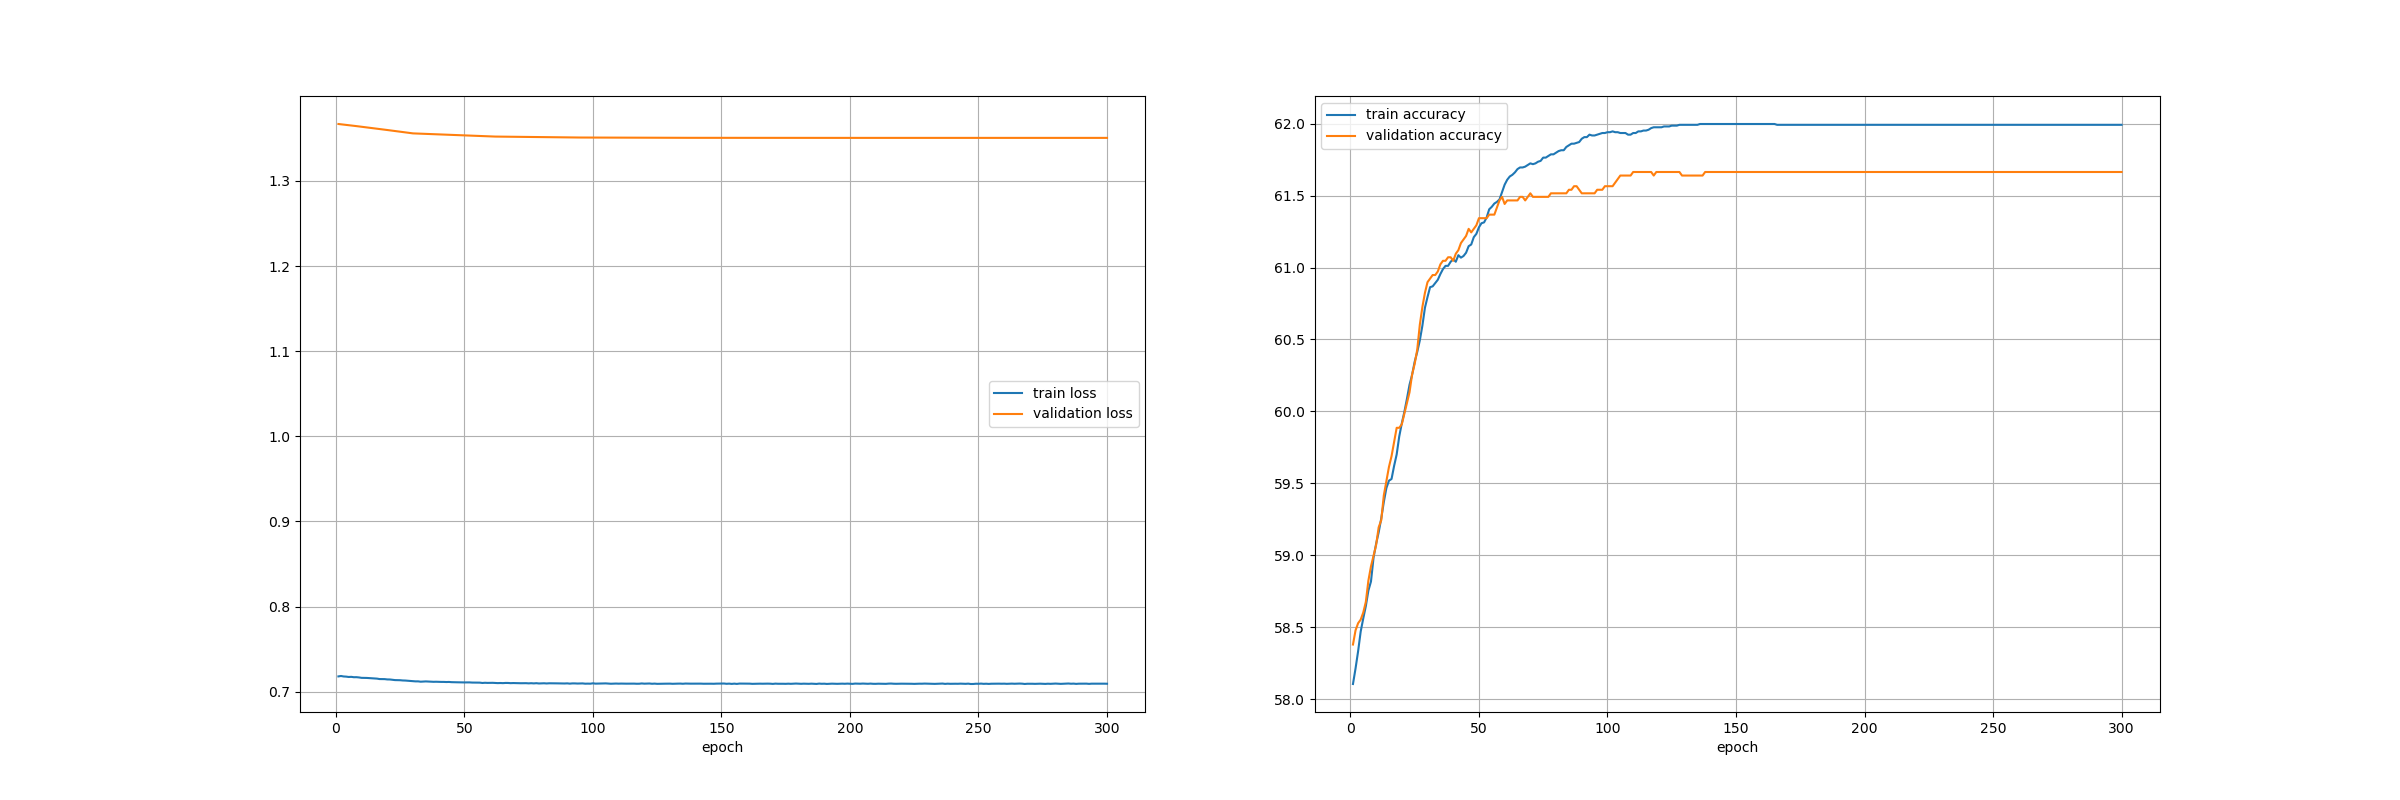 1.3
1.2
1.1
1.0
0.9
0.8
0.7
0 50 100 150 200 250 300
epoch
train loss
validation loss
62.0
61.5
61.0
60.5
60.0
59.5
59.0
58.5
58.0
0 50 100 150 200 250 300
epoch
train accuracy
validation accuracy